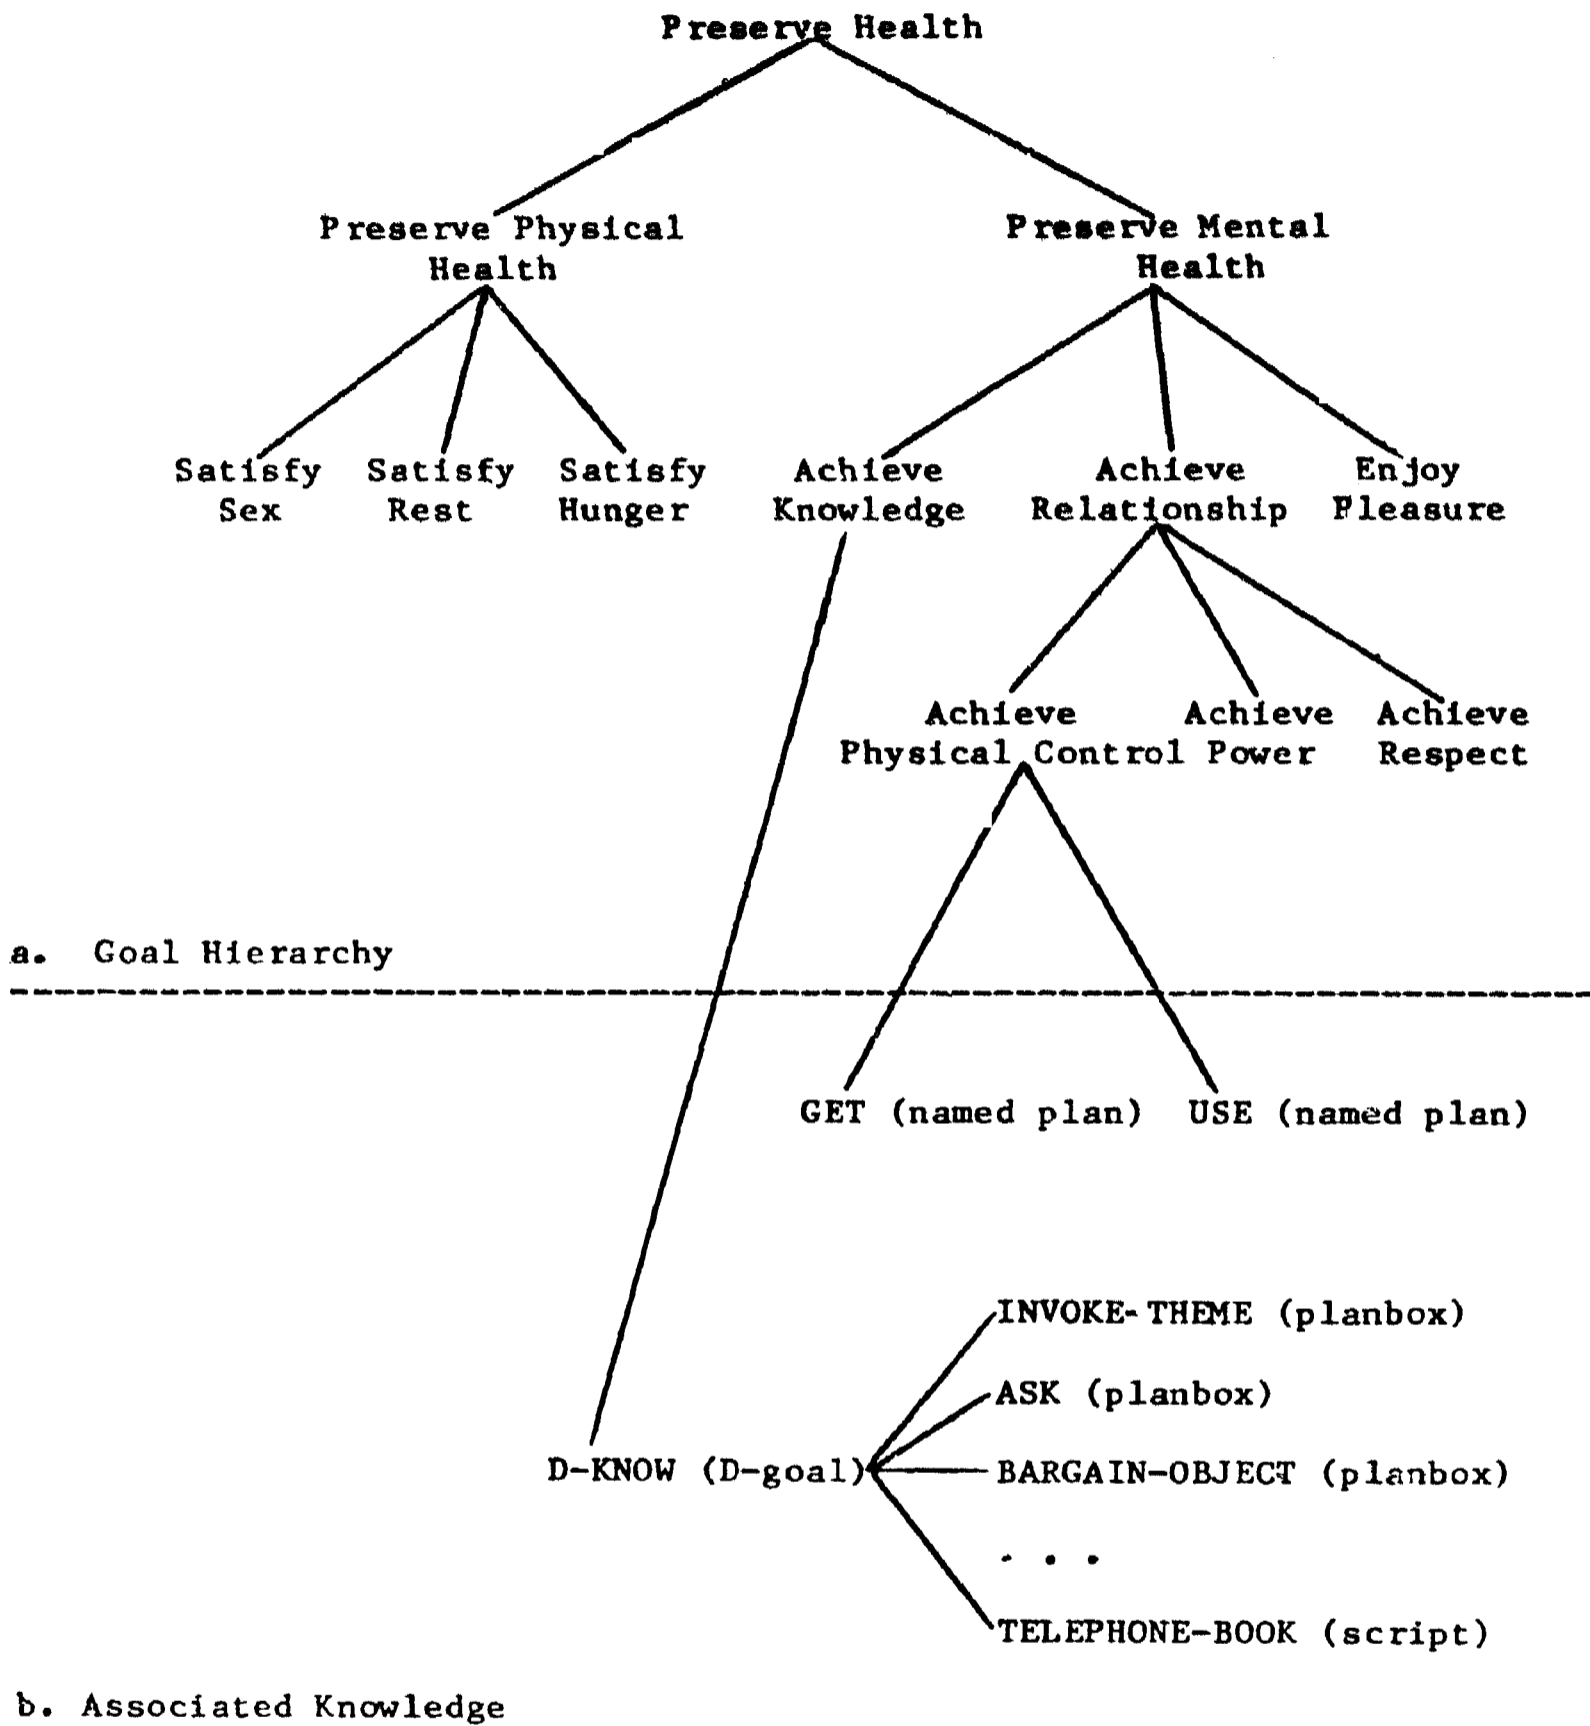 Preserve Health
Preserve Physical
Health
Preserve Mental
Health
Satisfy
Sex
Satisfy
Rest
Satisfy
Hunger
Achieve
Knowledge
Achieve
Relationship
Enjoy
Pleasure
Achieve
Physical Control
Achieve
Power
Achieve
Respect
a. Goal Hierarchy
GET (named plan)
USE (named plan)
INVOKE-THEME (planbox)
ASK (planbox)
D-KNOW (D-goal)
BARGAIN-OBJECT (planbox)
. . .
TELEPHONE-BOOK (script)
b. Associated Knowledge